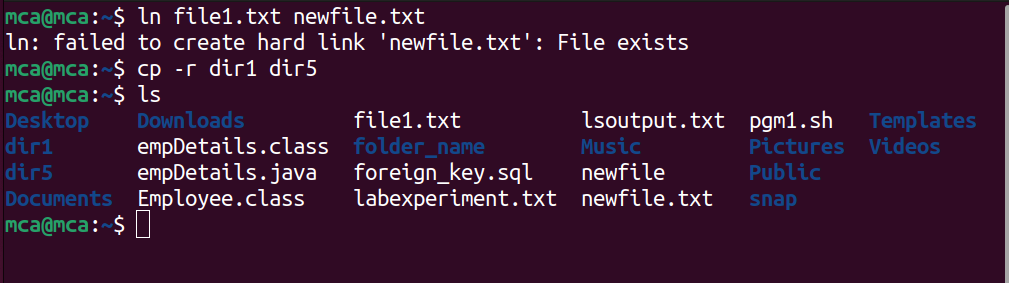 mca@mca:~$ ln file1.txt newfile.txt
ln: failed to create hard link 'newfile.txt': File exists
mca@mca:~$ cp -r dir1 dir5
mca@mca:~$ ls
Desktop    Downloads        file1.txt          lsoutput.txt  pgm1.sh   Templates
dir1       empDetails.class folder_name        Music         Pictures  Videos
dir5       empDetails.java  foreign_key.sql    newfile       Public
Documents  Employee.class   labexperiment.txt  newfile.txt   snap
mca@mca:~$